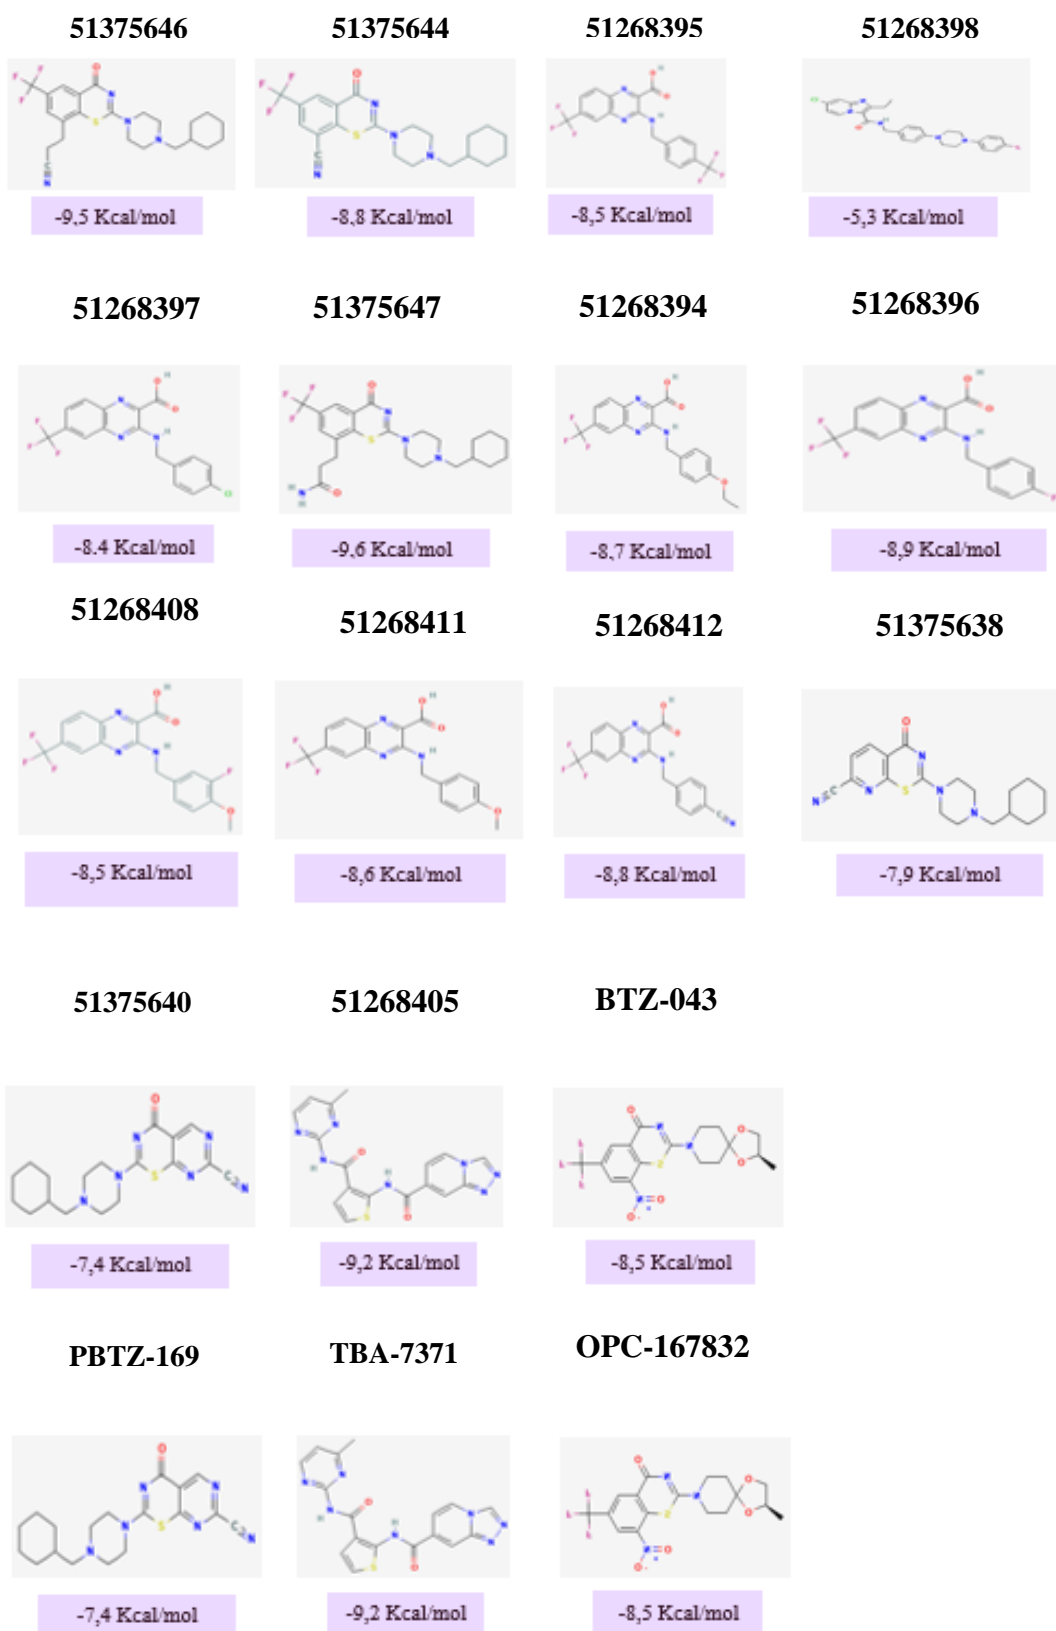 51375646 51375644 51268395 51268398
-9,5 Kcal/mol -8,8 Kcal/mol -8,5 Kcal/mol -5,3 Kcal/mol
51268397 51375647 51268394 51268396
-8.4 Kcal/mol -9,6 Kcal/mol -8,7 Kcal/mol -8,9 Kcal/mol
51268408 51268411 51268412 51375638
-8,5 Kcal/mol -8,6 Kcal/mol -8,8 Kcal/mol -7,9 Kcal/mol
51375640 51268405 BTZ-043
-7,4 Kcal/mol -9,2 Kcal/mol -8,5 Kcal/mol
PBTZ-169 TBA-7371 OPC-167832
-7,4 Kcal/mol -9,2 Kcal/mol -8,5 Kcal/mol